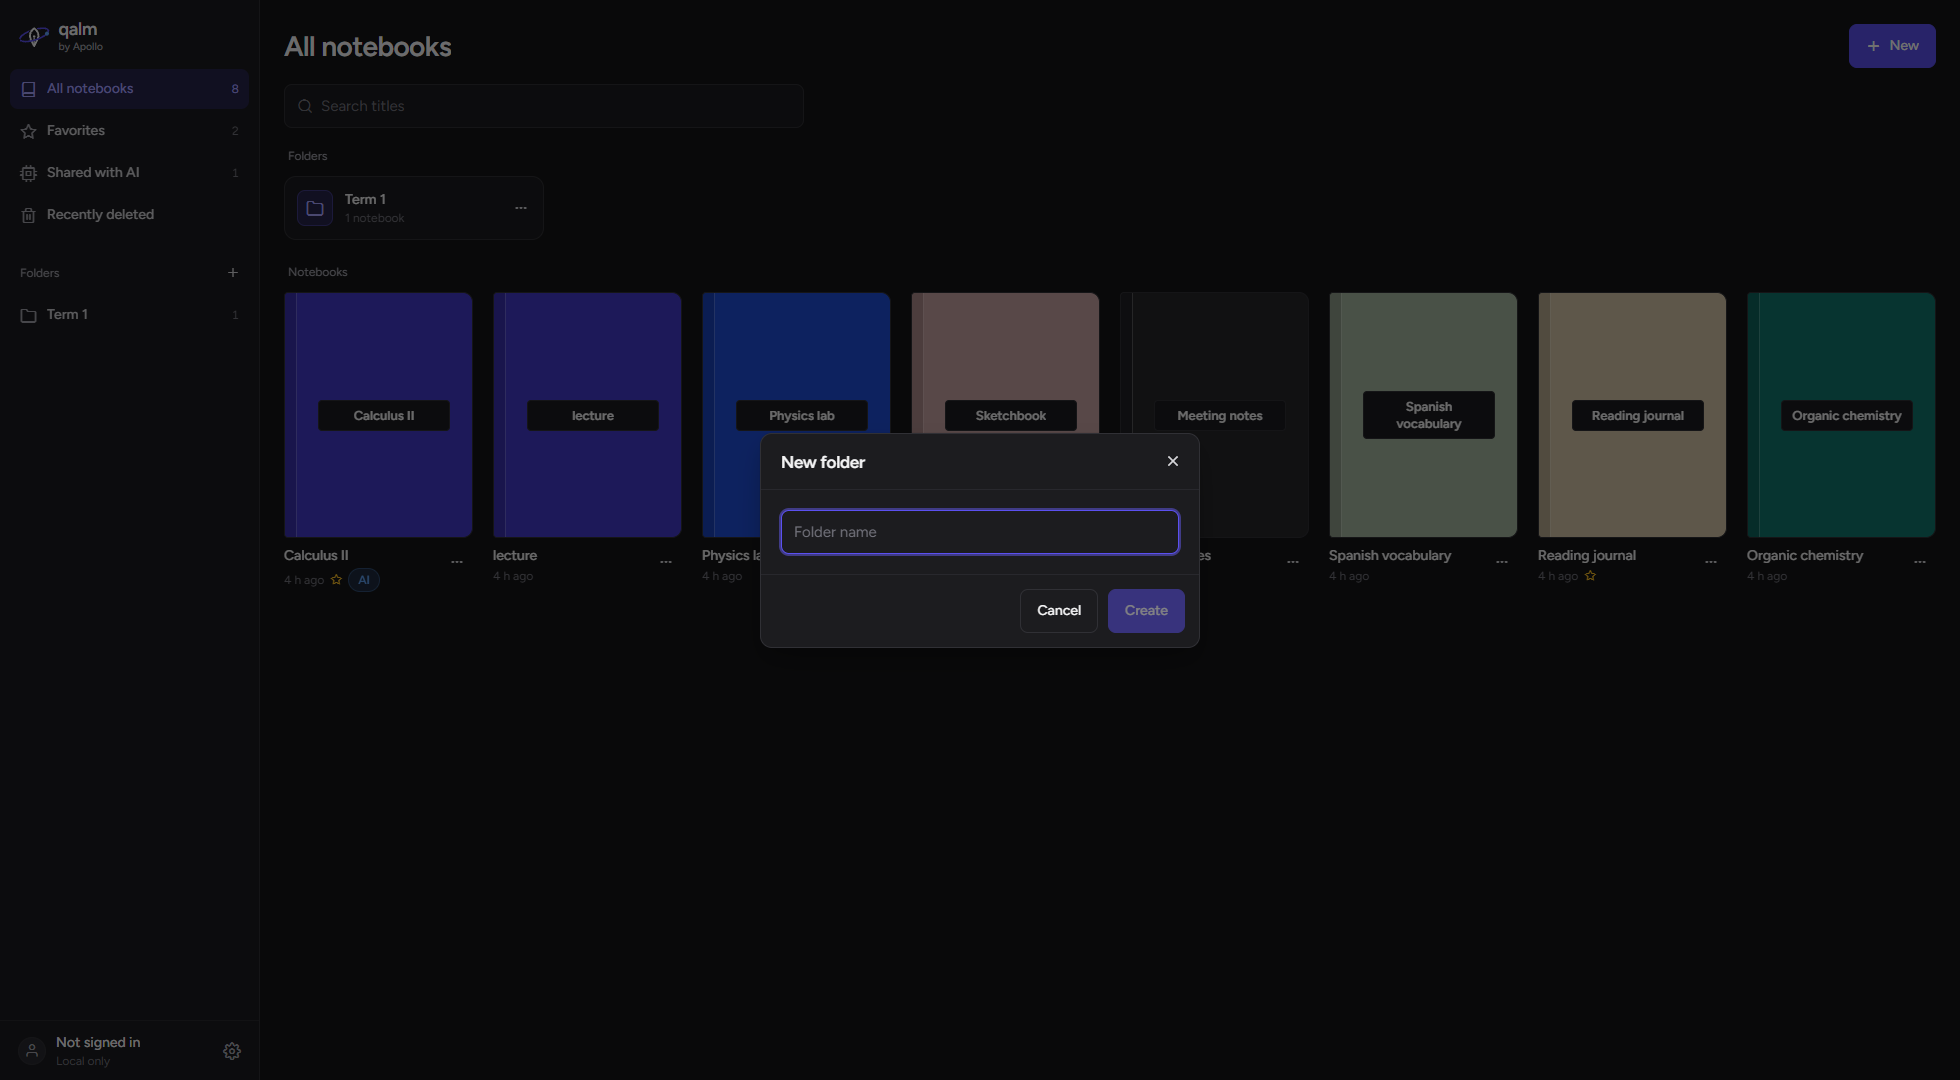 qalm
by Apollo
All notebooks 8
Favorites 2
Shared with AI 1
Recently deleted
Folders
Term 1 1
Not signed in
Local only
All notebooks
New
Search titles
Folders
Term 1
1 notebook
Notebooks
Calculus II
lecture
Physics lab
Sketchbook
Meeting notes
Spanish
vocabulary
Reading journal
Organic chemistry
Calculus II
4 h ago AI
lecture
4 h ago
Physics la
4 h ago
es
Spanish vocabulary
4 h ago
Reading journal
4 h ago
Organic chemistry
4 h ago
New folder
Folder name
Cancel
Create